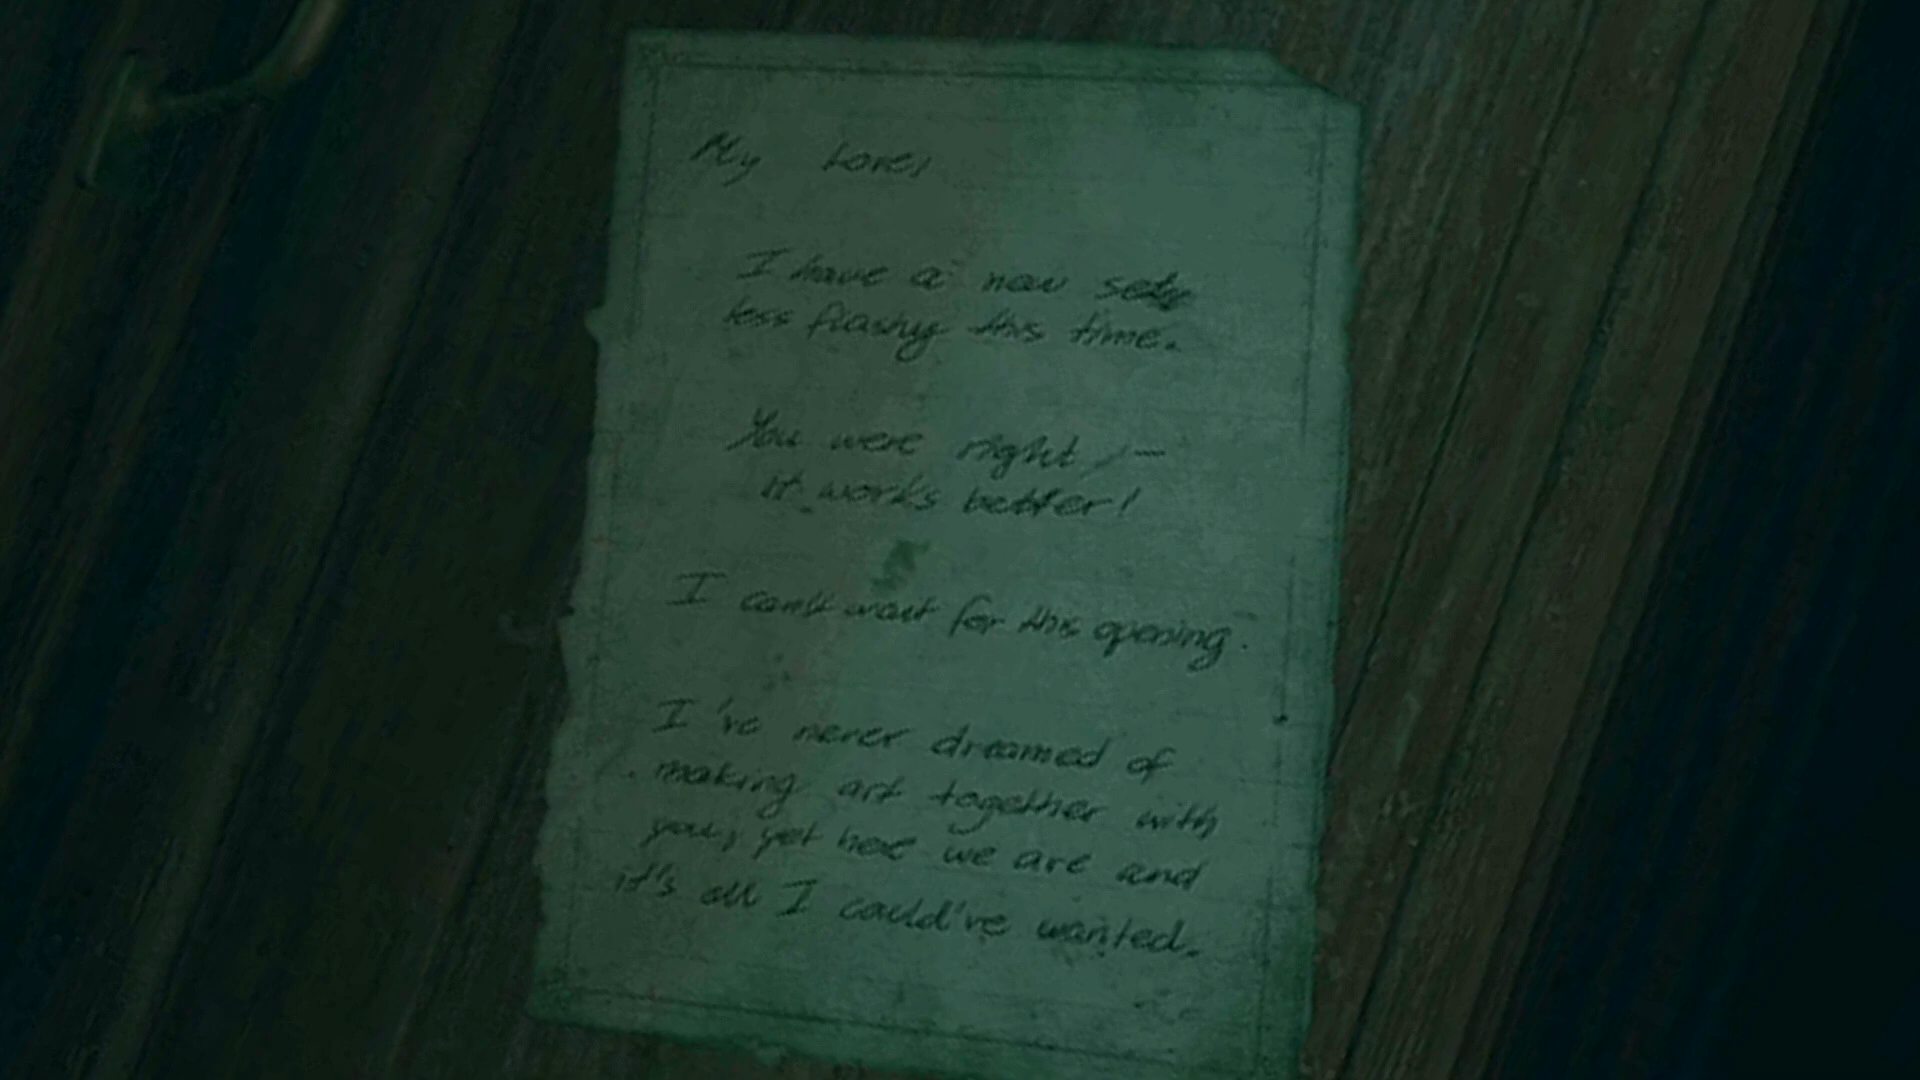 My Love,
I have a new set,
less flashy this time.
You were right, —
it works better!
I can't wait for this opening.
I've never dreamed of
making art together with
you, yet here we are and
it's all I could've wanted.